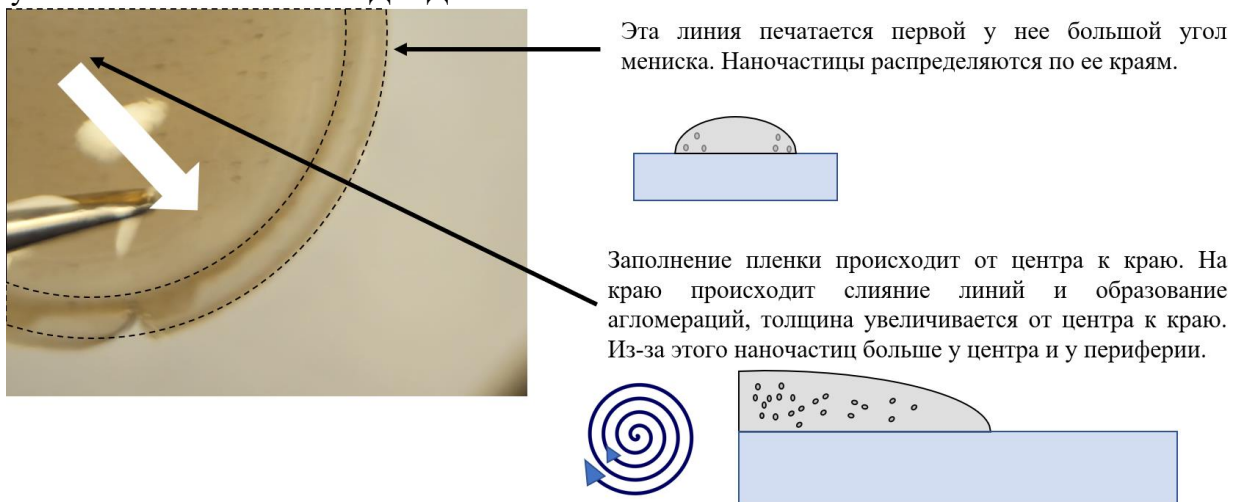 Эта линия печатается первой у нее большой угол
мениска. Наночастицы распределяются по ее краям.
Заполнение пленки происходит от центра к краю. На
краю происходит слияние линий и образование
агломераций, толщина увеличивается от центра к краю.
Из-за этого наночастиц больше у центра и у периферии.